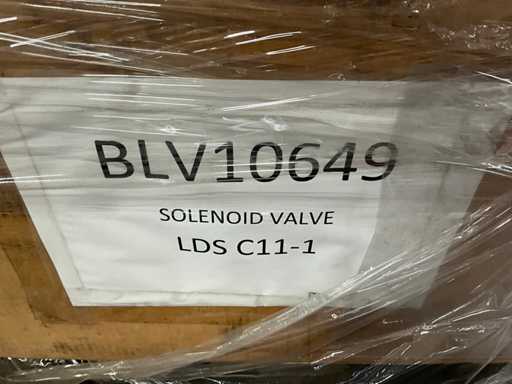 BLV10649
SOLENOID VALVE
LDS C11-1